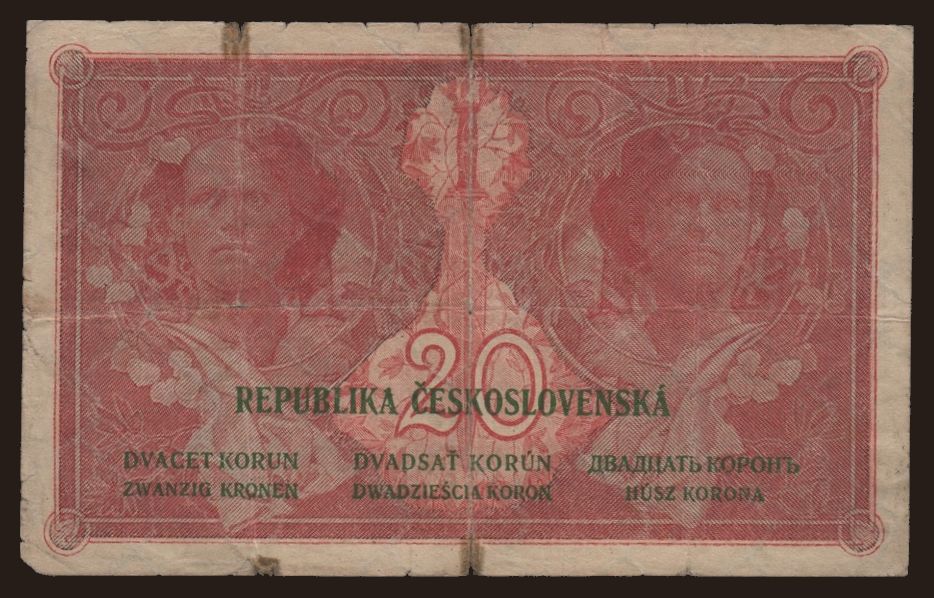 20
REPUBLIKA ČESKOSLOVENSKÁ
DVACET KORUN DVADSAŤ KORÚN ДВАДЦАТЬ КОРОНЪ
ZWANZIG KRONEN DWADZIEŚCIA KORON HÚSZ KORONA